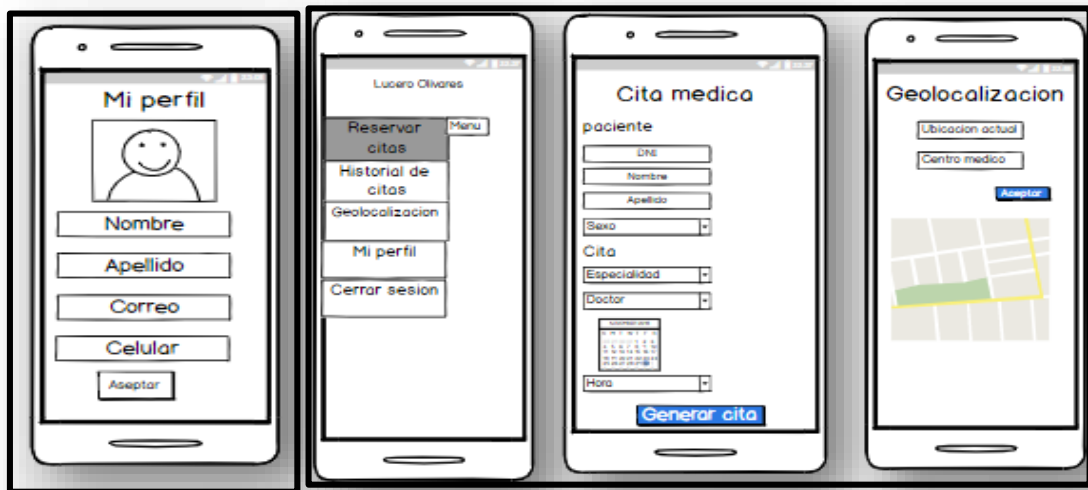 Mi perfil
Nombre
Apellido
Correo
Celular
Aseptar
Lucero Olivares
Menu
Reservar
citas
Historial de
citas
Geolocalizacion
Mi perfil
Cerrar sesion
Cita medica
paciente
DNI
Nombre
Apellido
Sexo
Cita
Especialidad
Doctor
Hora
Generar cita
Geolocalizacion
Ubicacion actual
Centro medico
Aceptar